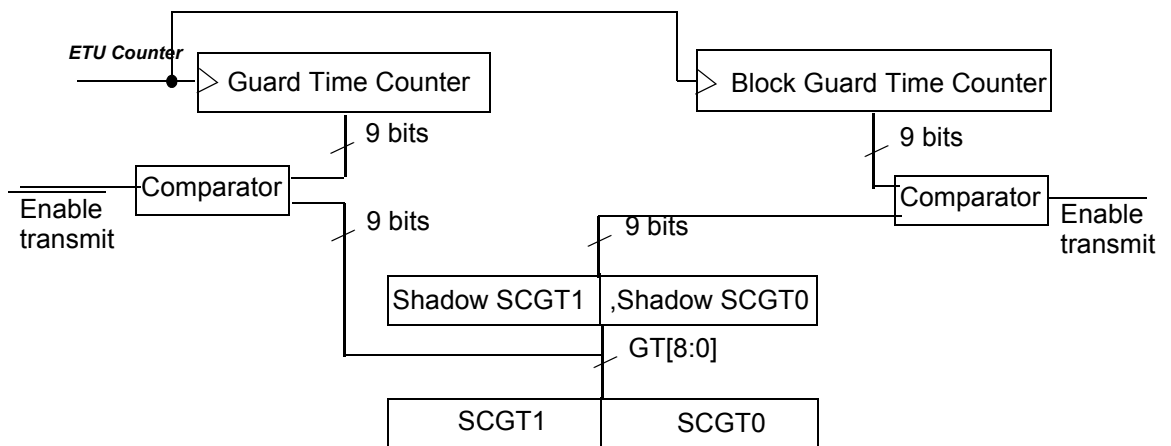 ETU Counter
Guard Time Counter
Block Guard Time Counter
9 bits
9 bits
Comparator
Comparator
Enable
transmit
9 bits
9 bits
Enable
transmit
Shadow SCGT1
,Shadow SCGT0
GT[8:0]
SCGT1
SCGT0